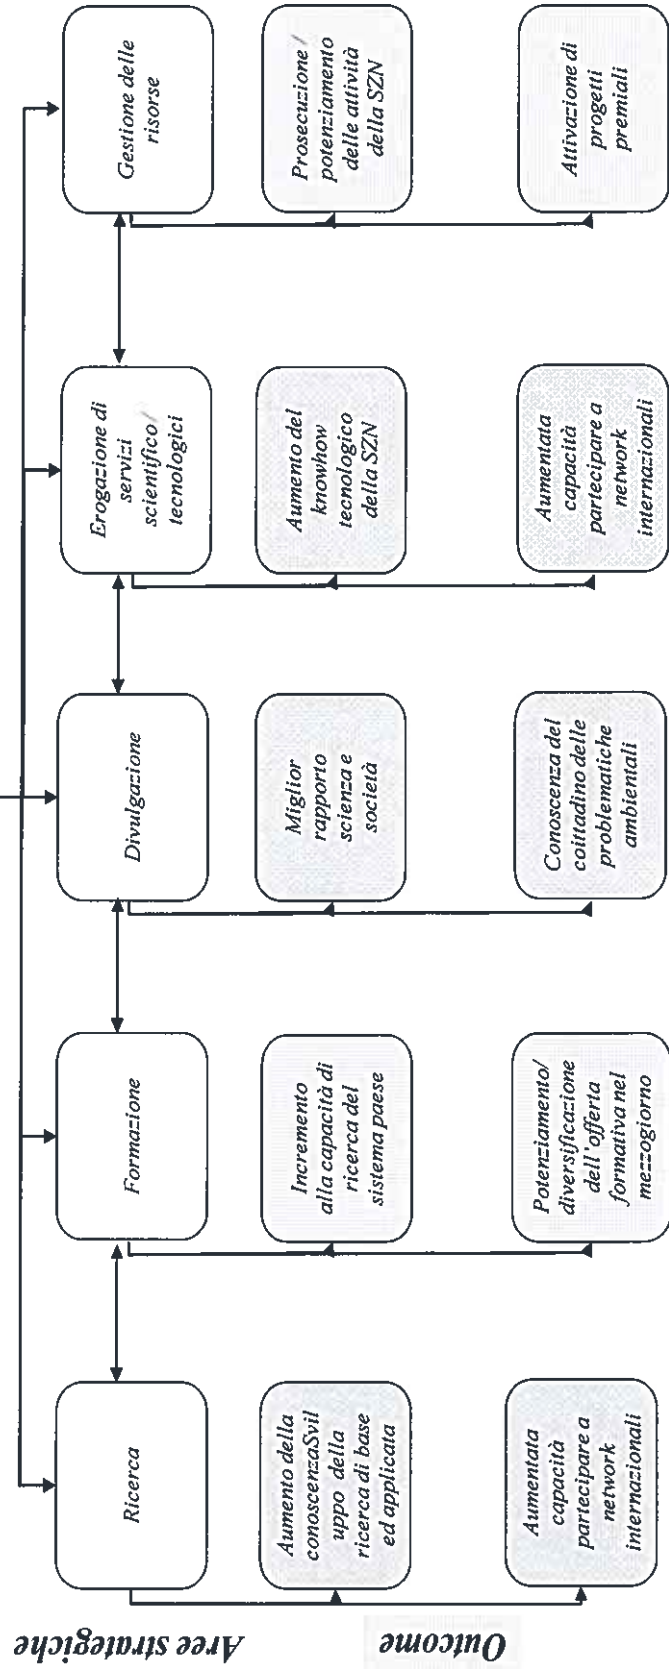 Aree strategiche
Ricerca
Formazione
Divulgazione
Erogazione di
servizi
scientifico/
tecnologici
Gestione delle
risorse
Outcome
Aumento della
conoscenzaSvil
uppo della
ricerca di base
ed applicata
Incremento
alla capacità di
ricerca del
sistema paese
Miglior
rapporto
scienza e
società
Aumento del
knowhow
tecnologico
della SZN
Prosecuzione/
potenziamento
delle attività
della SZN
Aumentata
capacità
partecipare a
network
internazionali
Potenziamento/
diversificazione
dell'offerta
formativa nel
mezzogiorno
Conoscenza del
coittadino delle
problematiche
ambientali
Aumentata
capacità
partecipare a
network
internazionali
Attivazione di
progetti
premiali